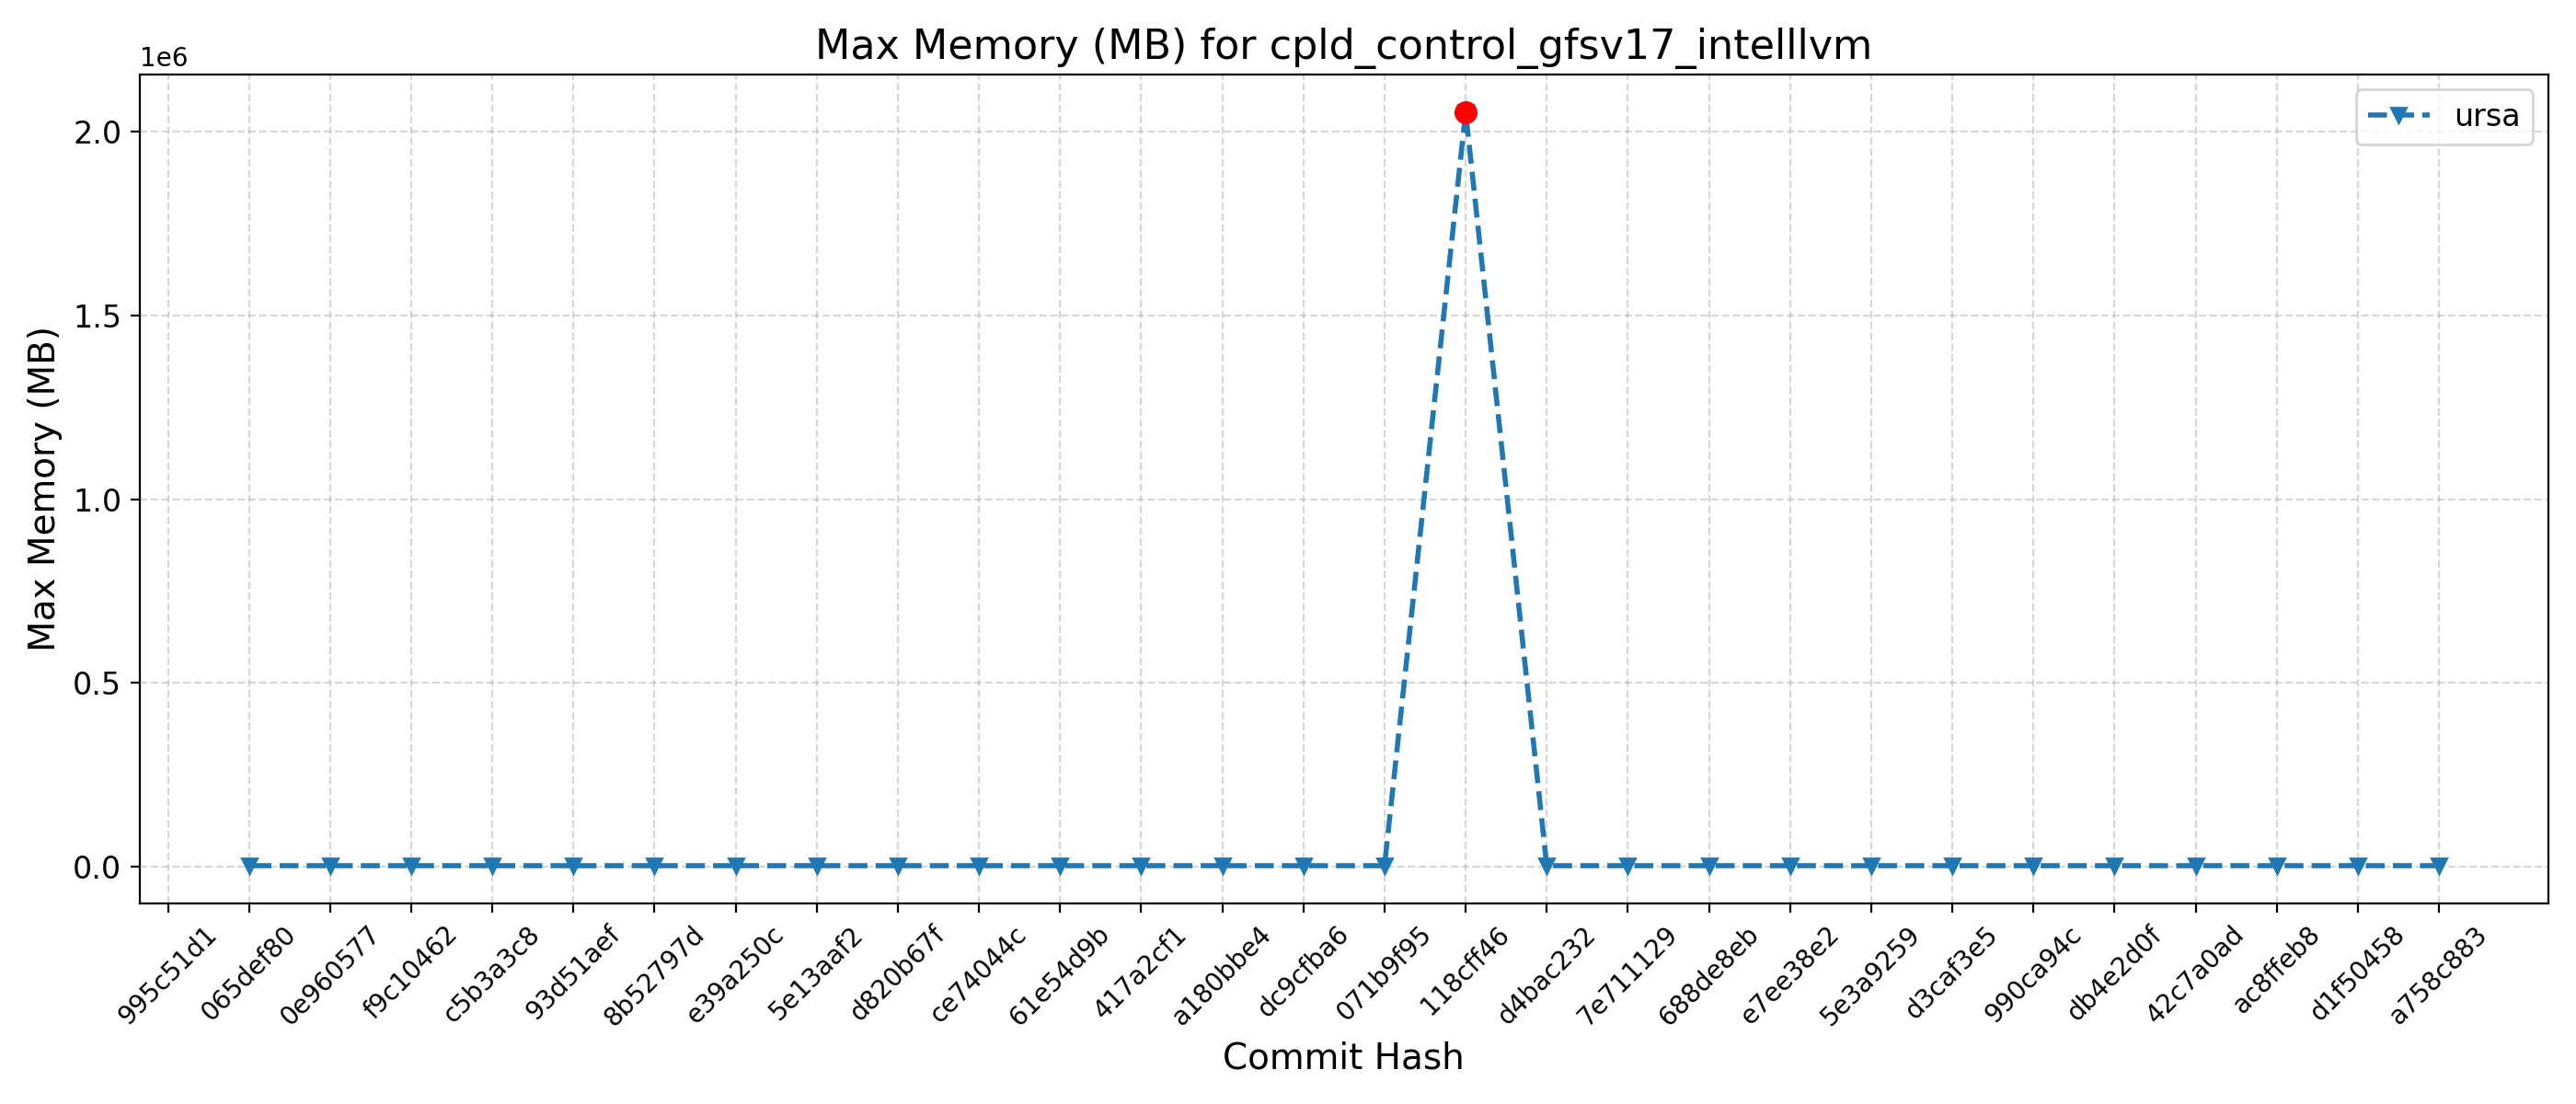 Max Memory (MB) for cpld_control_gfsv17_intelllvm
1e6
ursa
2.0
1.5
1.0
0.5
0.0
Max Memory (MB)
995c51d1
065def80
0e960577
f9c10462
c5b3a3c8
93d51aef
8b52797d
e39a250c
5e13aaf2
d820b67f
ce74044c
61e54d9b
417a2cf1
a180bbe4
dc9cfba6
071b9f95
118cff46
d4bac232
7e711129
688de8eb
e7ee38e2
5e3a9259
d3caf3e5
990ca94c
db4e2d0f
42c7a0ad
ac8ffeb8
d1f50458
a758c883
Commit Hash